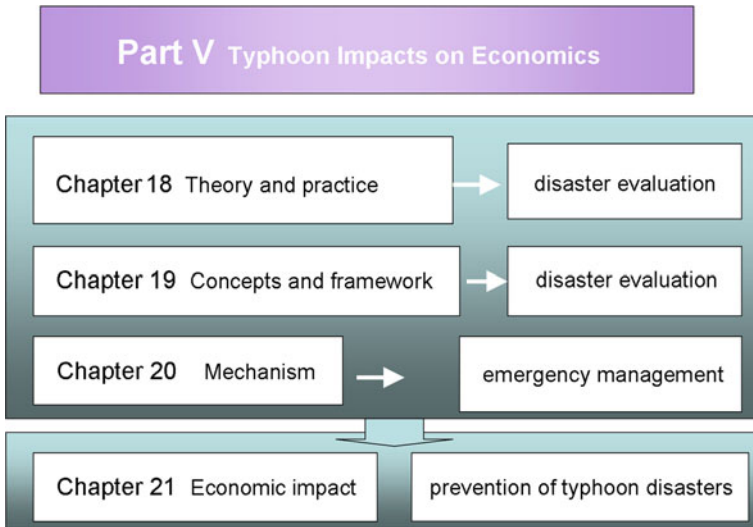 Part V Typhoon Impacts on Economics
Chapter 18 Theory and practice
disaster evaluation
Chapter 19 Concepts and framework
disaster evaluation
Chapter 20 Mechanism
emergency management
Chapter 21 Economic impact
prevention of typhoon disasters